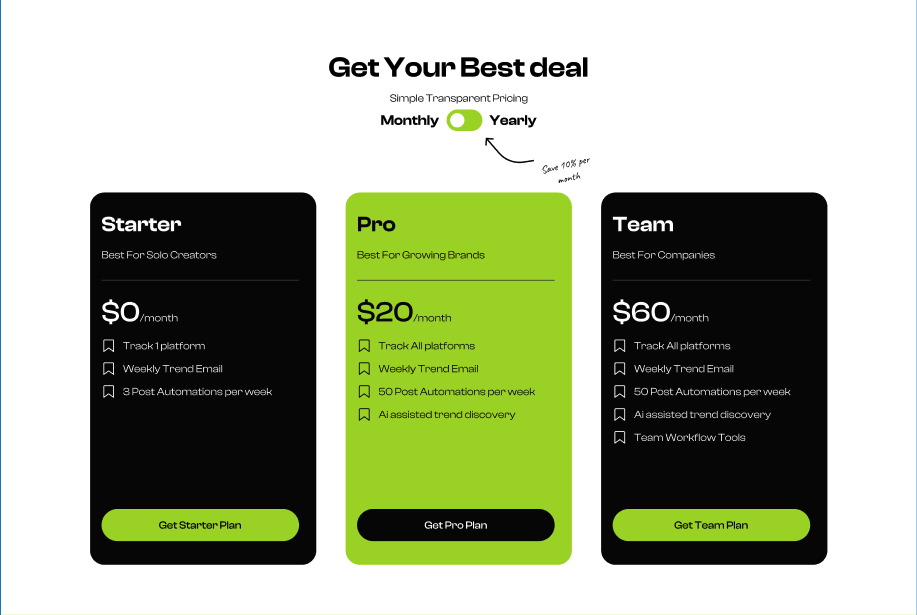 Get Your Best deal
Simple Transparent Pricing
Monthly Yearly
Save 10% per
month
Starter
Best For Solo Creators
$0/month
Track 1 platform
Weekly Trend Email
3 Post Automations per week
Get Starter Plan
Pro
Best For Growing Brands
$20/month
Track All platforms
Weekly Trend Email
50 Post Automations per week
Ai assisted trend discovery
Get Pro Plan
Team
Best For Companies
$60/month
Track All platforms
Weekly Trend Email
50 Post Automations per week
Ai assisted trend discovery
Team Workflow Tools
Get Team Plan